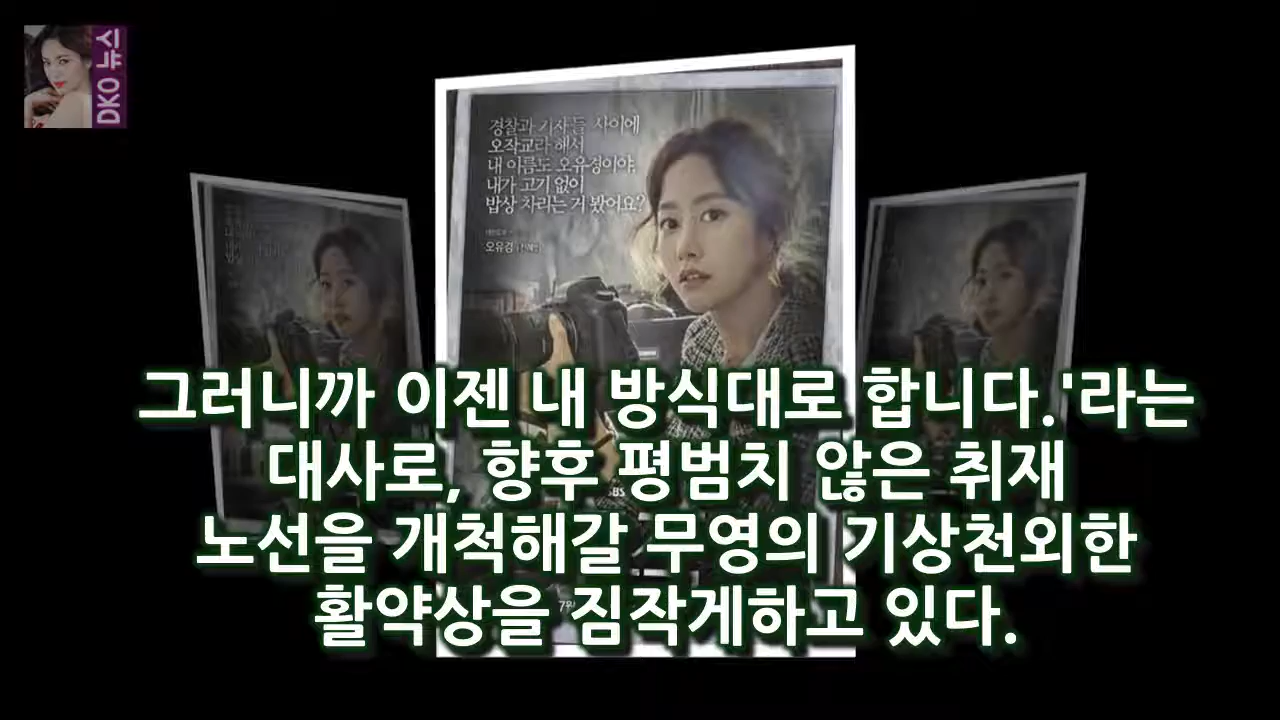 DKO 뉴스
경찰과 기자들 사이에
오작교라 해서
내 이름도 오유경이야.
내가 고기 없이
밥상 차리는 거 봤어요?
오유경
그러니까 이젠 내 방식대로 합니다.'라는
대사로, 향후 평범치 않은 취재
노선을 개척해갈 무영의 기상천외한
활약상을 짐작게하고 있다.
SBS